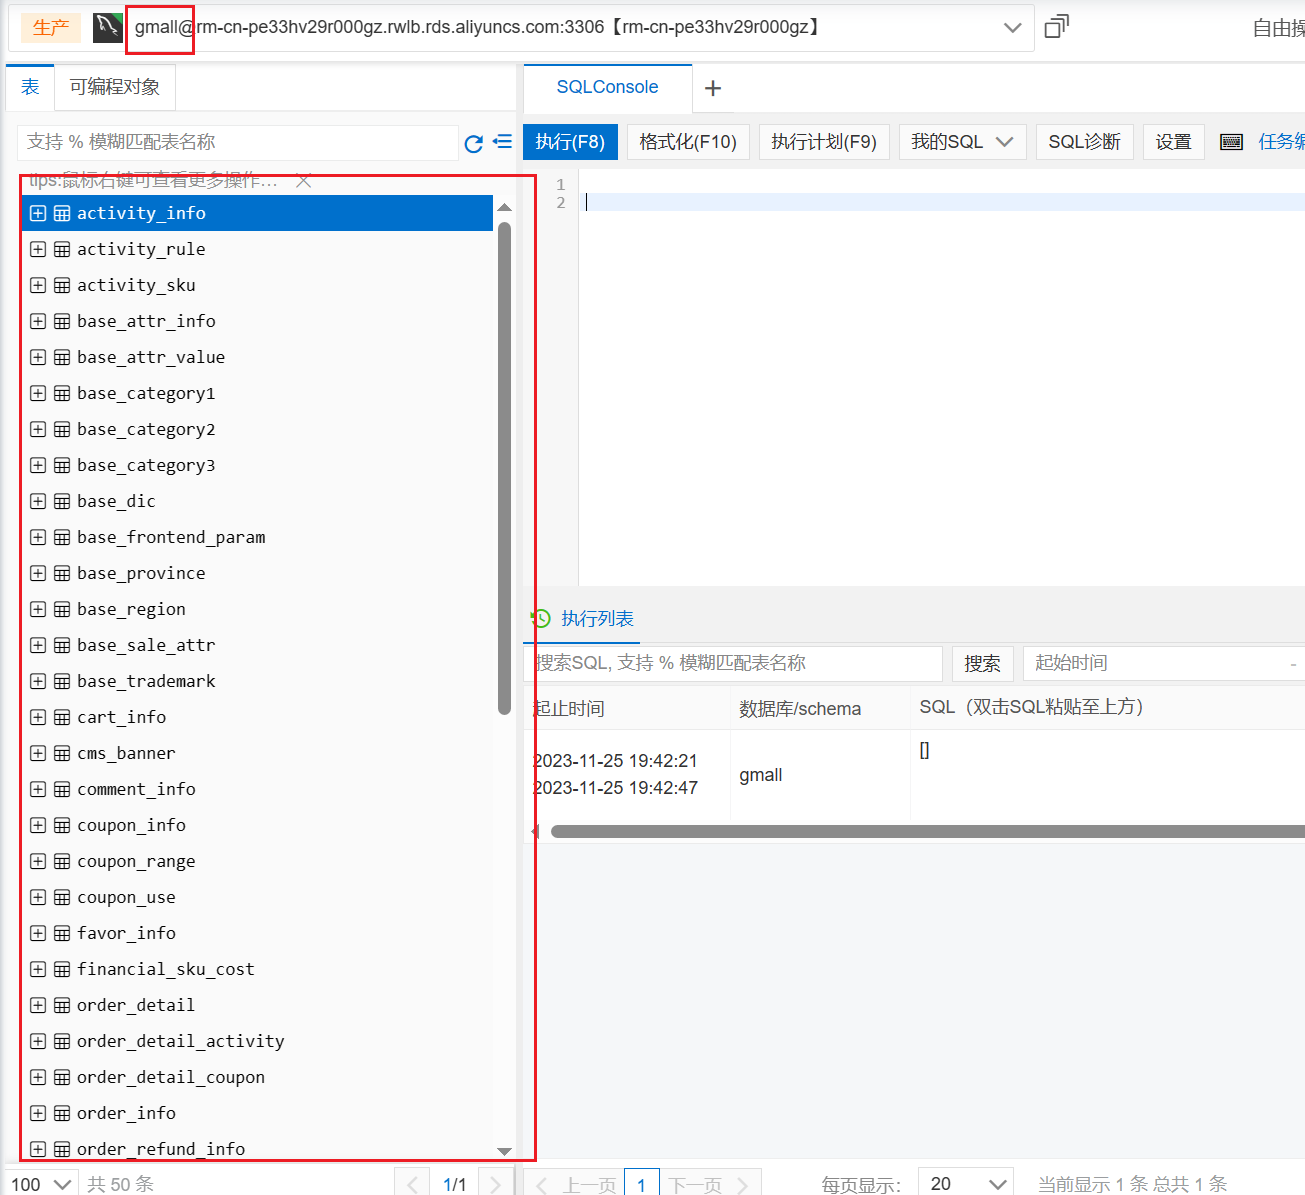 生产 gmall@rm-cn-pe33hv29r000gz.rwlb.rds.aliyuncs.com:3306【rm-cn-pe33hv29r000gz】 自由操
表 可编程对象
支持 % 模糊匹配表名称
tips:鼠标右键可查看更多操作...
activity_info
activity_rule
activity_sku
base_attr_info
base_attr_value
base_category1
base_category2
base_category3
base_dic
base_frontend_param
base_province
base_region
base_sale_attr
base_trademark
cart_info
cms_banner
comment_info
coupon_info
coupon_range
coupon_use
favor_info
financial_sku_cost
order_detail
order_detail_activity
order_detail_coupon
order_info
order_refund_info
100 共 50 条 1/1
SQLConsole
执行(F8) 格式化(F10) 执行计划(F9) 我的SQL SQL诊断 设置 任务编
1
2
执行列表
搜索SQL, 支持 % 模糊匹配表名称 搜索 起始时间 -
起止时间 数据库/schema SQL（双击SQL粘贴至上方）
2023-11-25 19:42:21
2023-11-25 19:42:47
gmall
[]
上一页 1 下一页 每页显示: 20 当前显示 1 条 总共 1 条